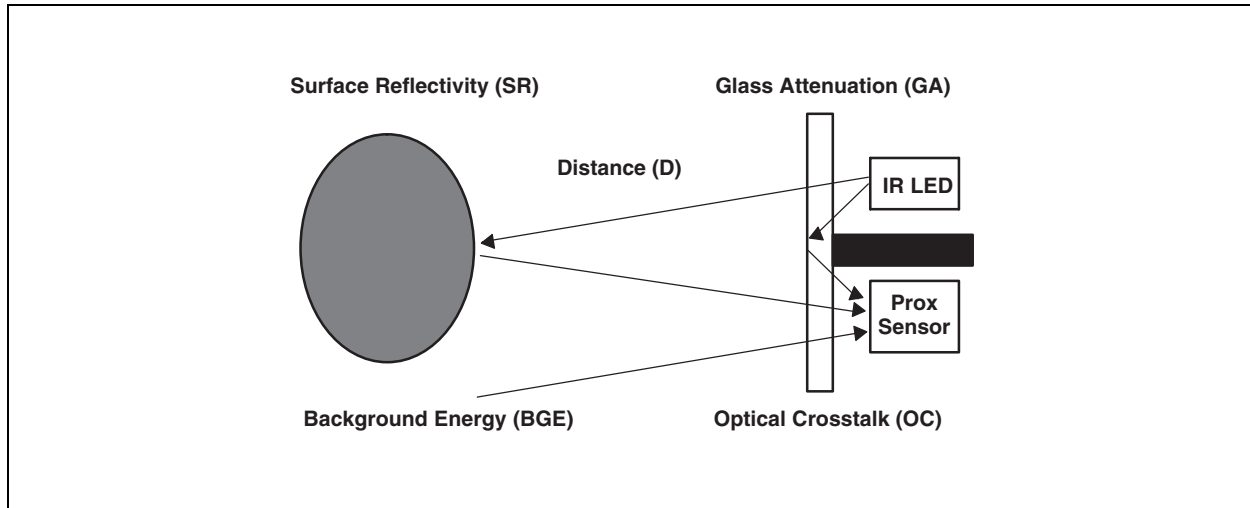 Surface Reflectivity (SR)
Glass Attenuation (GA)
Distance (D)
IR LED
Prox
Sensor
Background Energy (BGE)
Optical Crosstalk (OC)